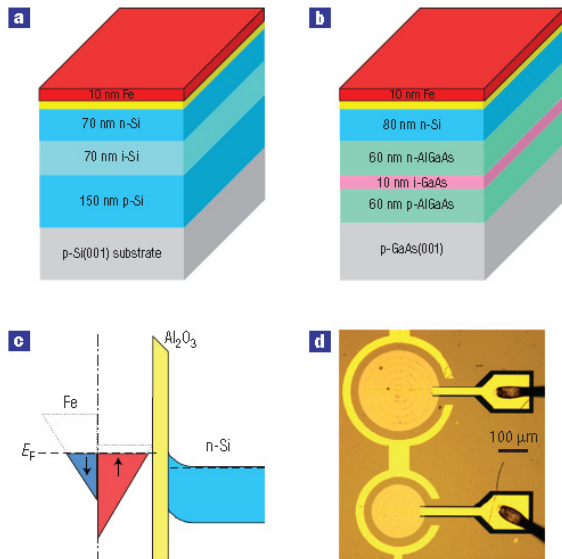 a
10 nm Fe
70 nm n-Si
70 nm i-Si
150 nm p-Si
p-Si(001) substrate
b
10 nm Fe
80 nm n-Si
60 nm n-AlGaAs
10 nm i-GaAs
60 nm p-AlGaAs
p-GaAs(001)
c
Al₂O₃
Fe
n-Si
E_F
d
100 μm